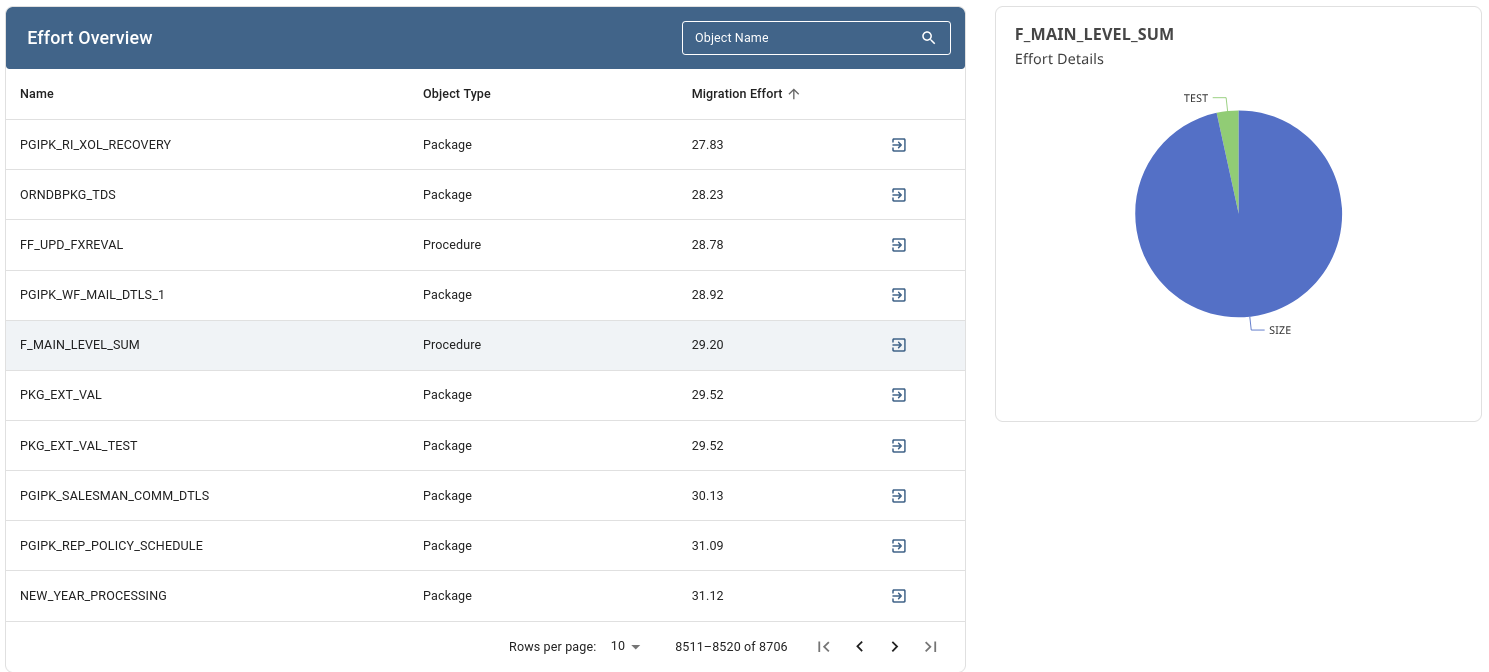 Effort Overview
Object Name
Name Object Type Migration Effort
PGIPK_RI_XOL_RECOVERY Package 27.83
ORNDBPKG_TDS Package 28.23
FF_UPD_FXREVAL Procedure 28.78
PGIPK_WF_MAIL_DTLS_1 Package 28.92
F_MAIN_LEVEL_SUM Procedure 29.20
PKG_EXT_VAL Package 29.52
PKG_EXT_VAL_TEST Package 29.52
PGIPK_SALESMAN_COMM_DTLS Package 30.13
PGIPK_REP_POLICY_SCHEDULE Package 31.09
NEW_YEAR_PROCESSING Package 31.12
Rows per page: 10 8511–8520 of 8706
F_MAIN_LEVEL_SUM
Effort Details
TEST
SIZE